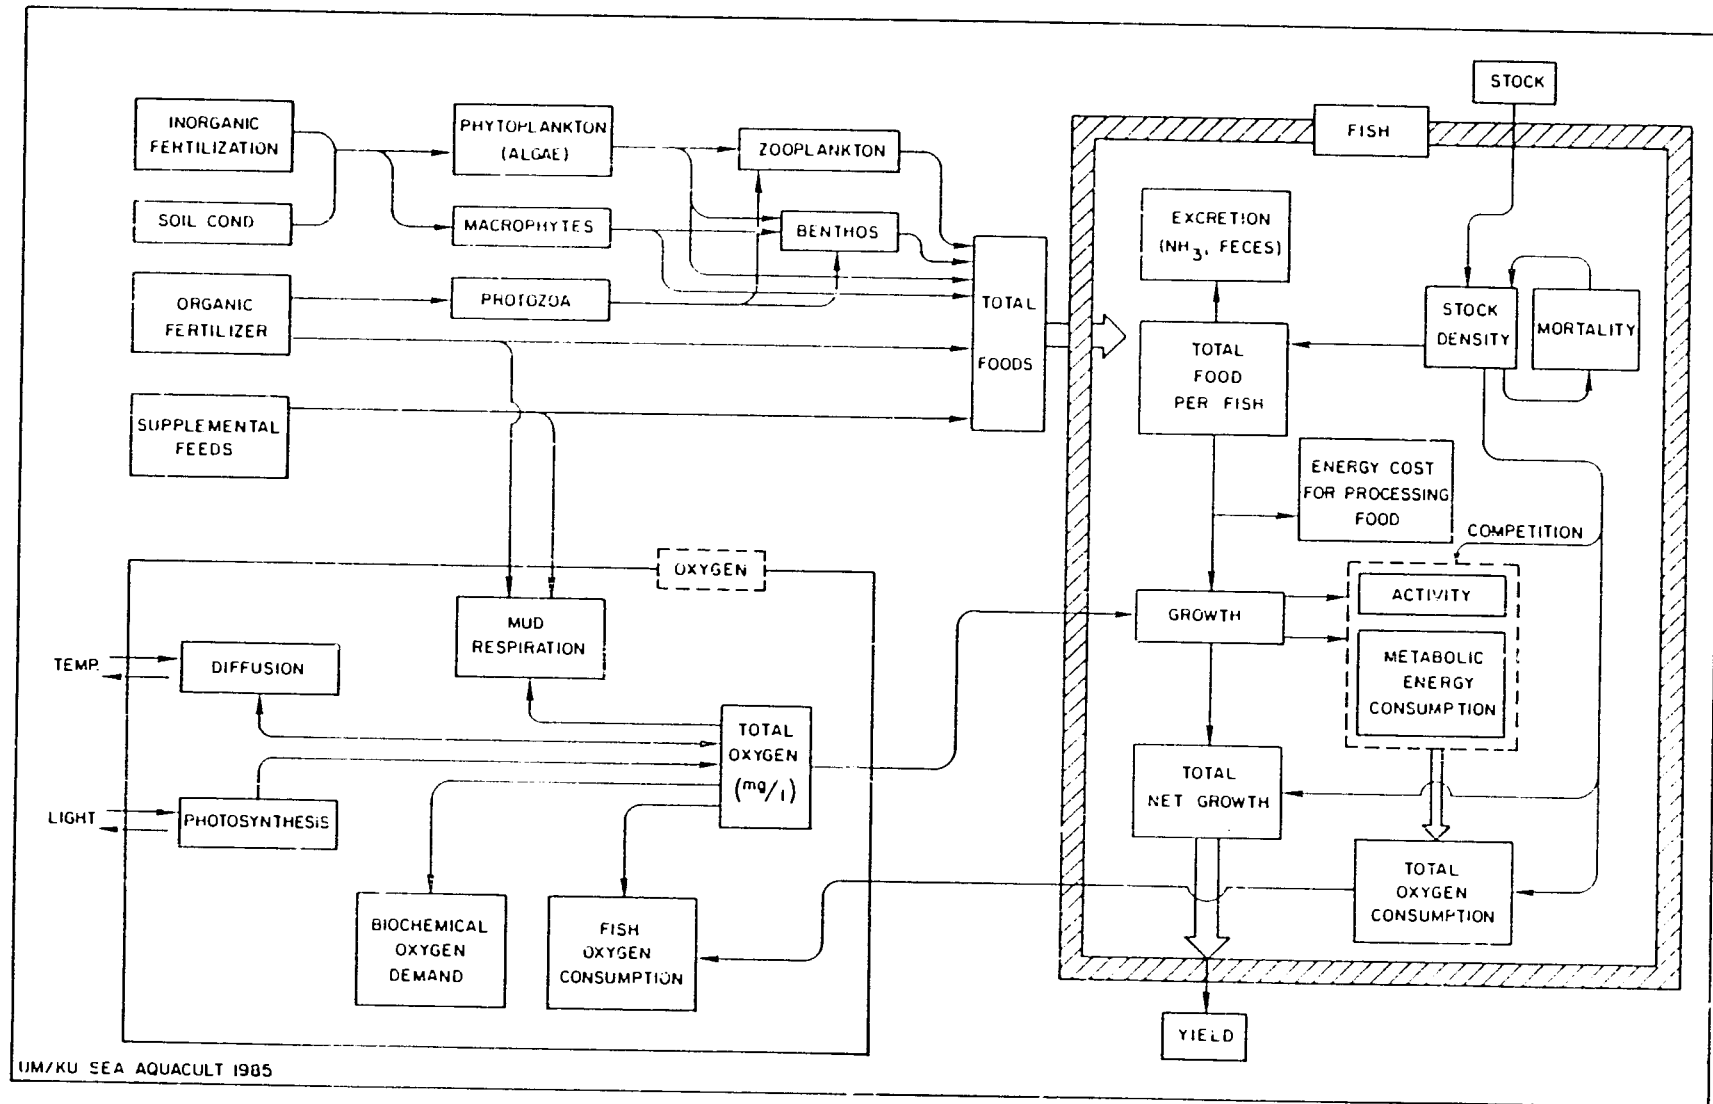 STOCK
FISH
INORGANIC
FERTILIZATION
PHYTOPLANKTON
(ALGAE)
ZOOPLANKTON
SOIL COND
MACROPHYTES
BENTHOS
EXCRETION
(NH3, FECES)
ORGANIC
FERTILIZER
PROTOZOA
TOTAL
FOODS
TOTAL
FOOD
PER FISH
STOCK
DENSITY
MORTALITY
SUPPLEMENTAL
FEEDS
ENERGY COST
FOR PROCESSING
FOOD
COMPETITION
OXYGEN
MUD
RESPIRATION
GROWTH
ACTIVITY
METABOLIC
ENERGY
CONSUMPTION
TEMP.
DIFFUSION
TOTAL
OXYGEN
(mg/l)
LIGHT
PHOTOSYNTHESIS
TOTAL
NET GROWTH
BIOCHEMICAL
OXYGEN
DEMAND
FISH
OXYGEN
CONSUMPTION
TOTAL
OXYGEN
CONSUMPTION
YIELD
UM/KU SEA AQUACULT 1985